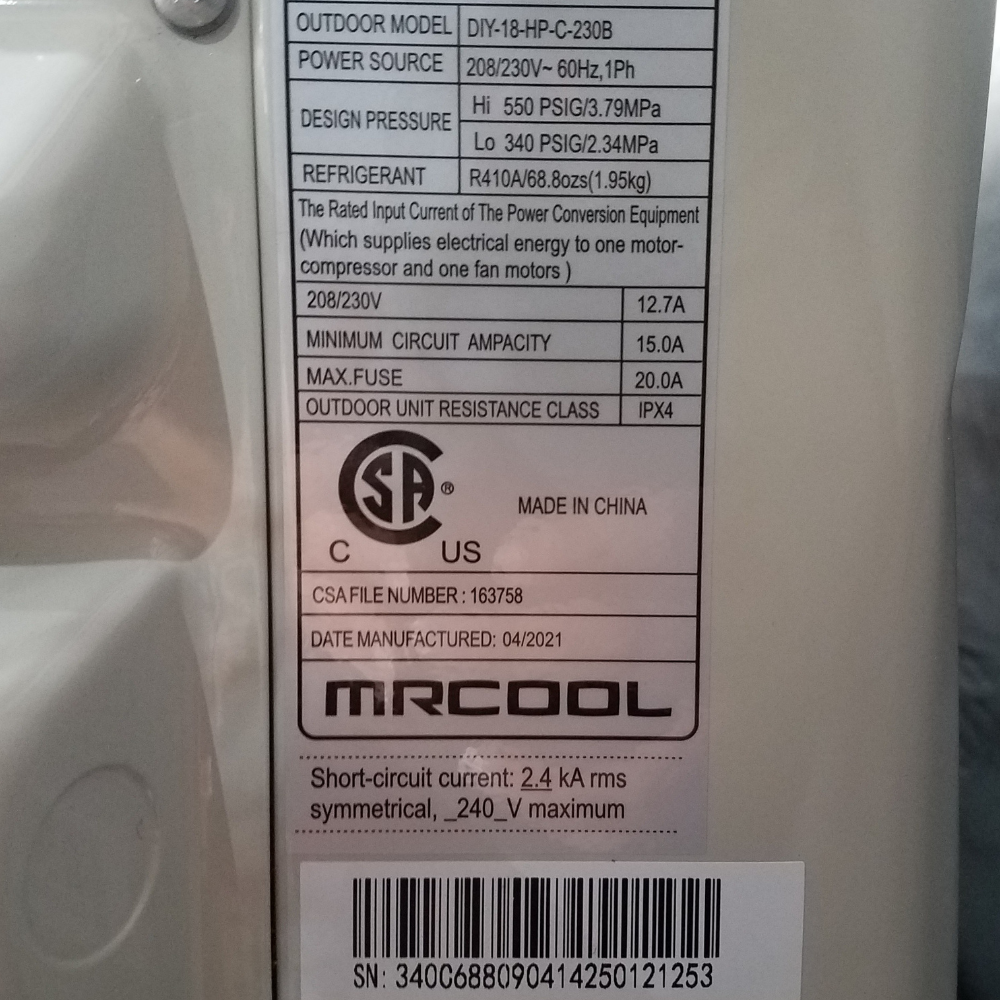 OUTDOOR MODEL DIY-18-HP-C-230B
POWER SOURCE 208/230V~ 60Hz,1Ph
DESIGN PRESSURE Hi 550 PSIG/3.79MPa
Lo 340 PSIG/2.34MPa
REFRIGERANT R410A/68.8ozs(1.95kg)
The Rated Input Current of The Power Conversion Equipment
(Which supplies electrical energy to one motor-
compressor and one fan motors )
208/230V 12.7A
MINIMUM CIRCUIT AMPACITY 15.0A
MAX.FUSE 20.0A
OUTDOOR UNIT RESISTANCE CLASS IPX4
CSA®
MADE IN CHINA
C US
CSA FILE NUMBER : 163758
DATE MANUFACTURED: 04/2021
MRCOOL
Short-circuit current: 2.4 kA rms
symmetrical, _240_V maximum
SN: 340C688090414250121253